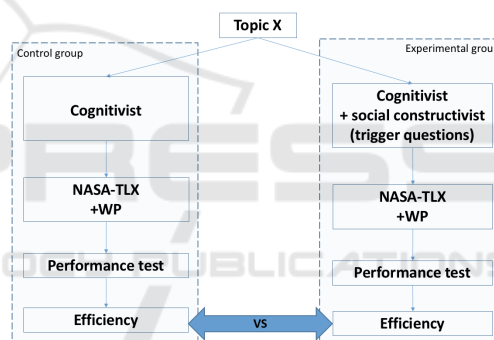 Topic X
Control group
Cognitivist
NASA-TLX
+WP
Performance test
Efficiency
vs
Experimental grou
Cognitivist
+ social constructivist
(trigger questions)
NASA-TLX
+WP
Performance test
Efficiency